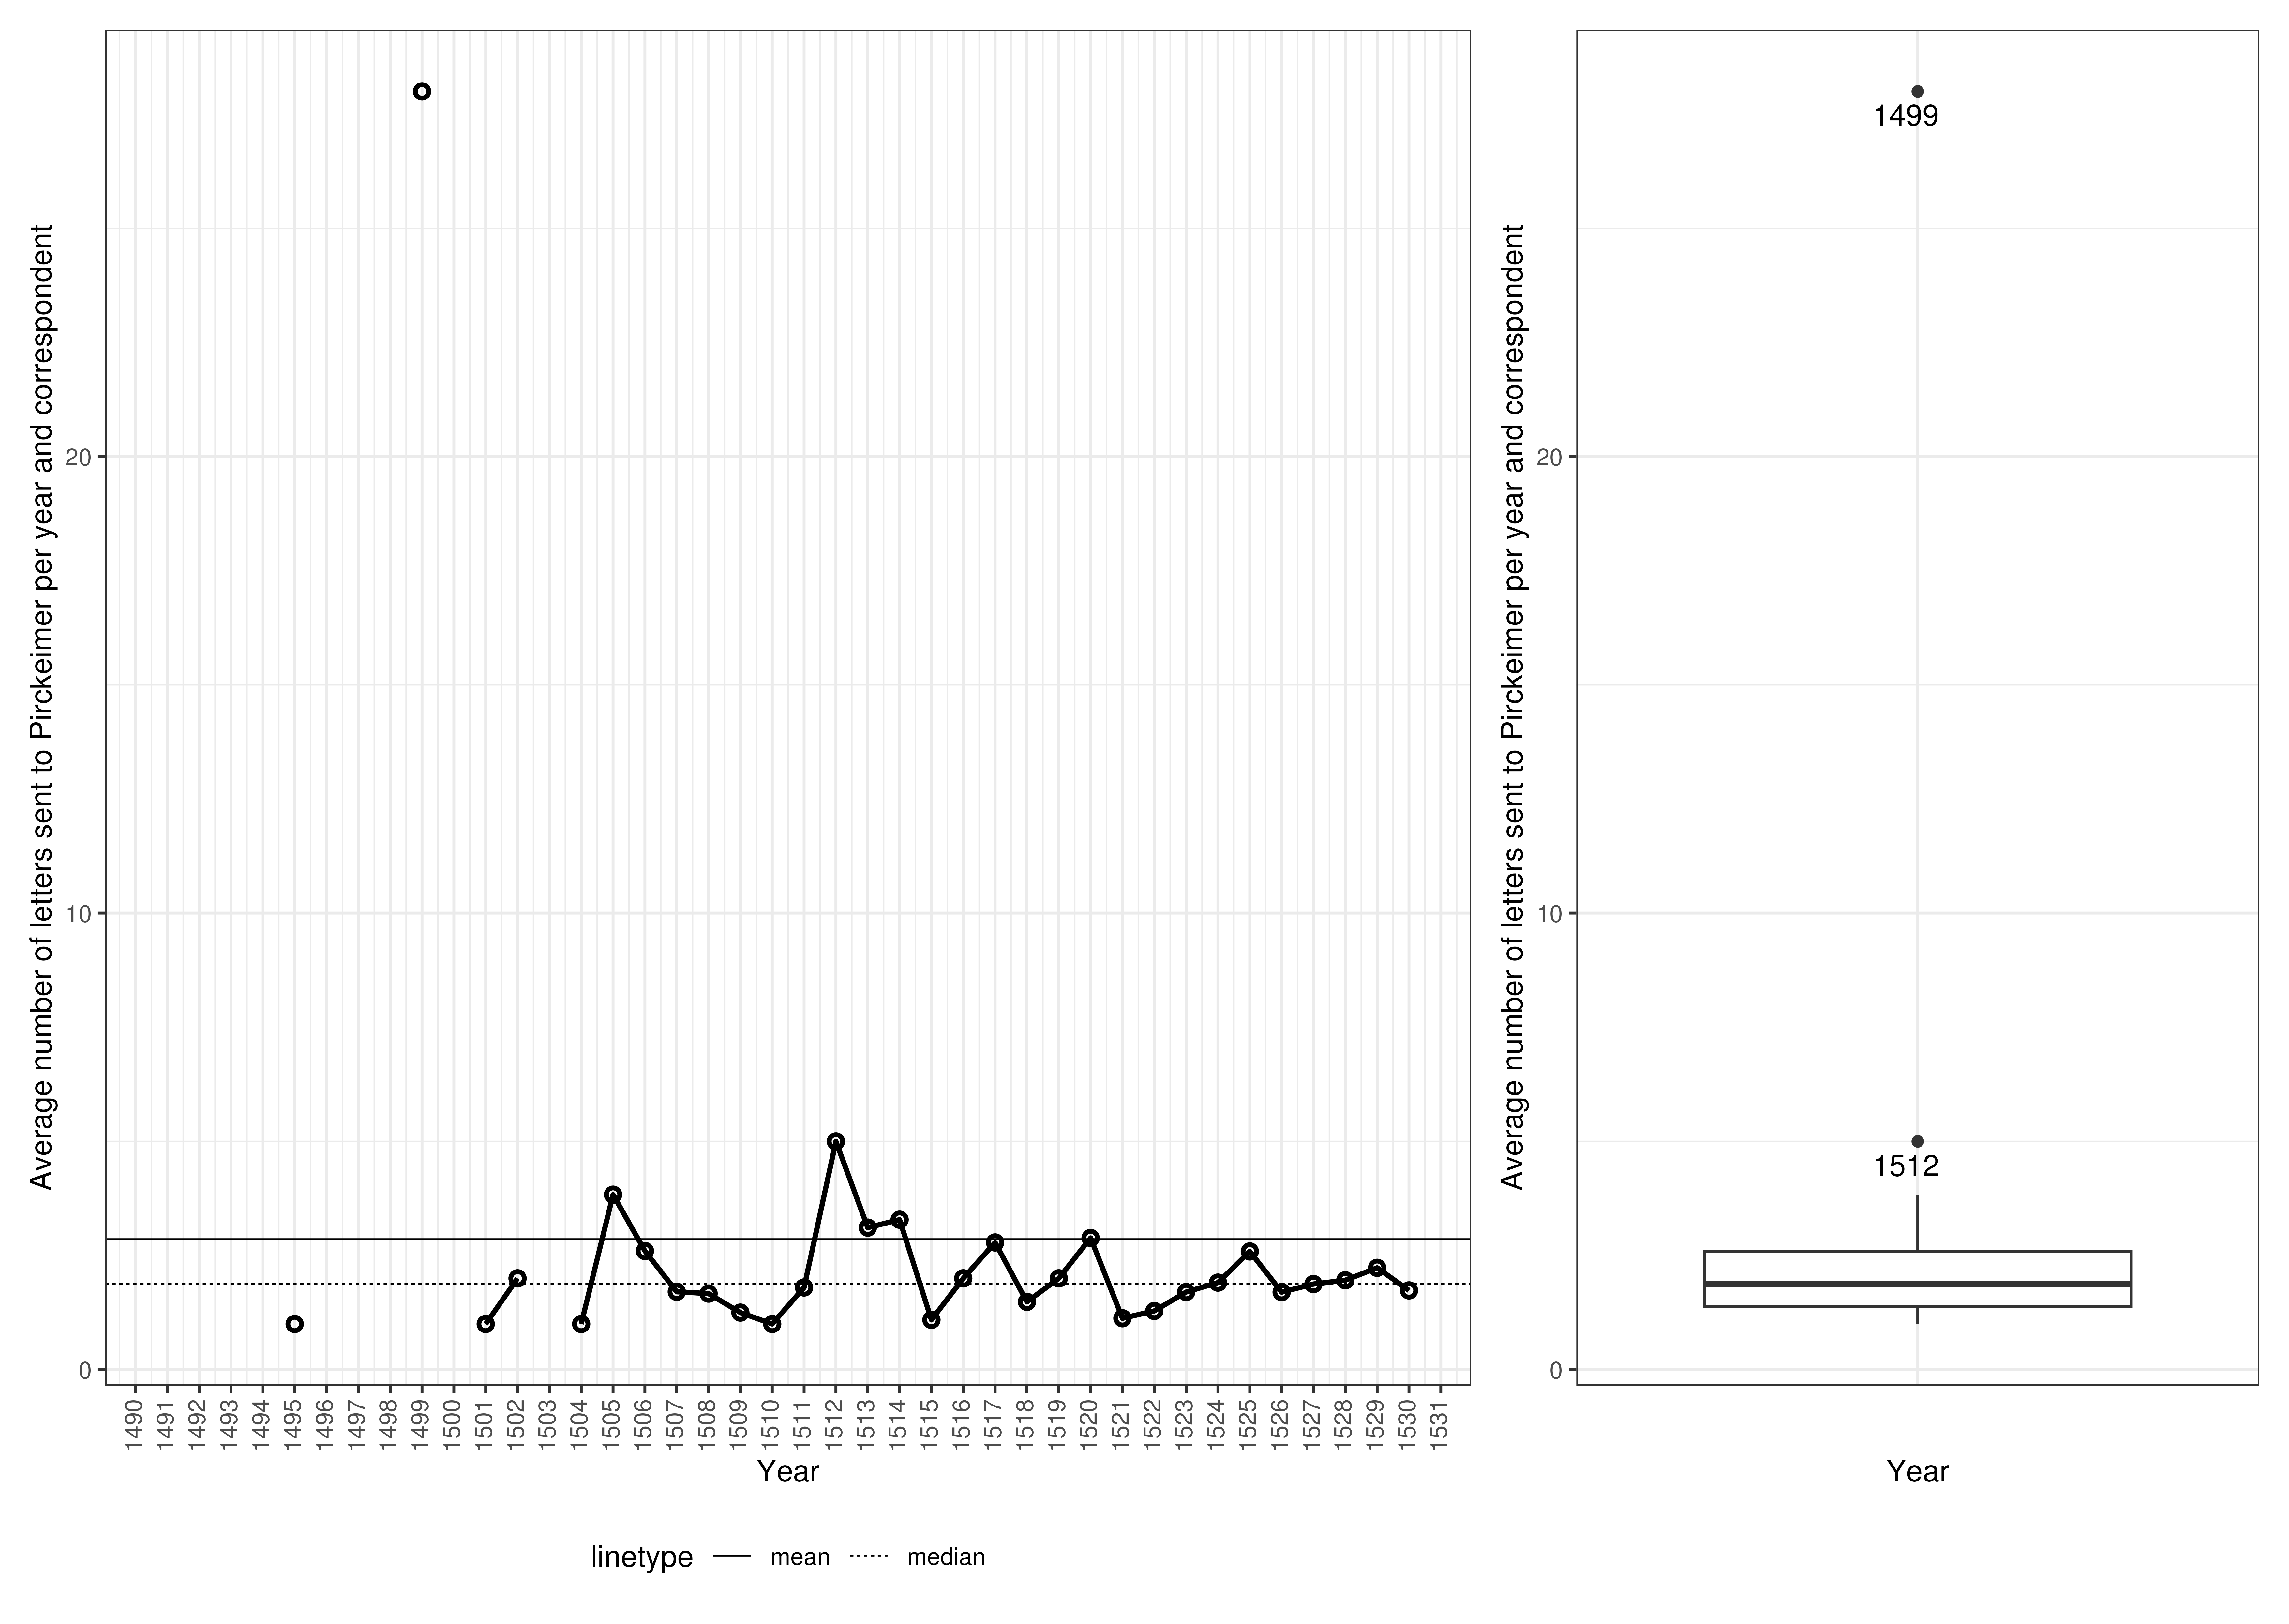 Average number of letters sent to Pirckeimer per year and correspondent
20
10
0
1490 1491 1492 1493 1494 1495 1496 1497 1498 1499 1500 1501 1502 1503 1504 1505 1506 1507 1508 1509 1510 1511 1512 1513 1514 1515 1516 1517 1518 1519 1520 1521 1522 1523 1524 1525 1526 1527 1528 1529 1530 1531
Year
linetype mean median
Average number of letters sent to Pirckeimer per year and correspondent
20
10
0
1499
1512
Year